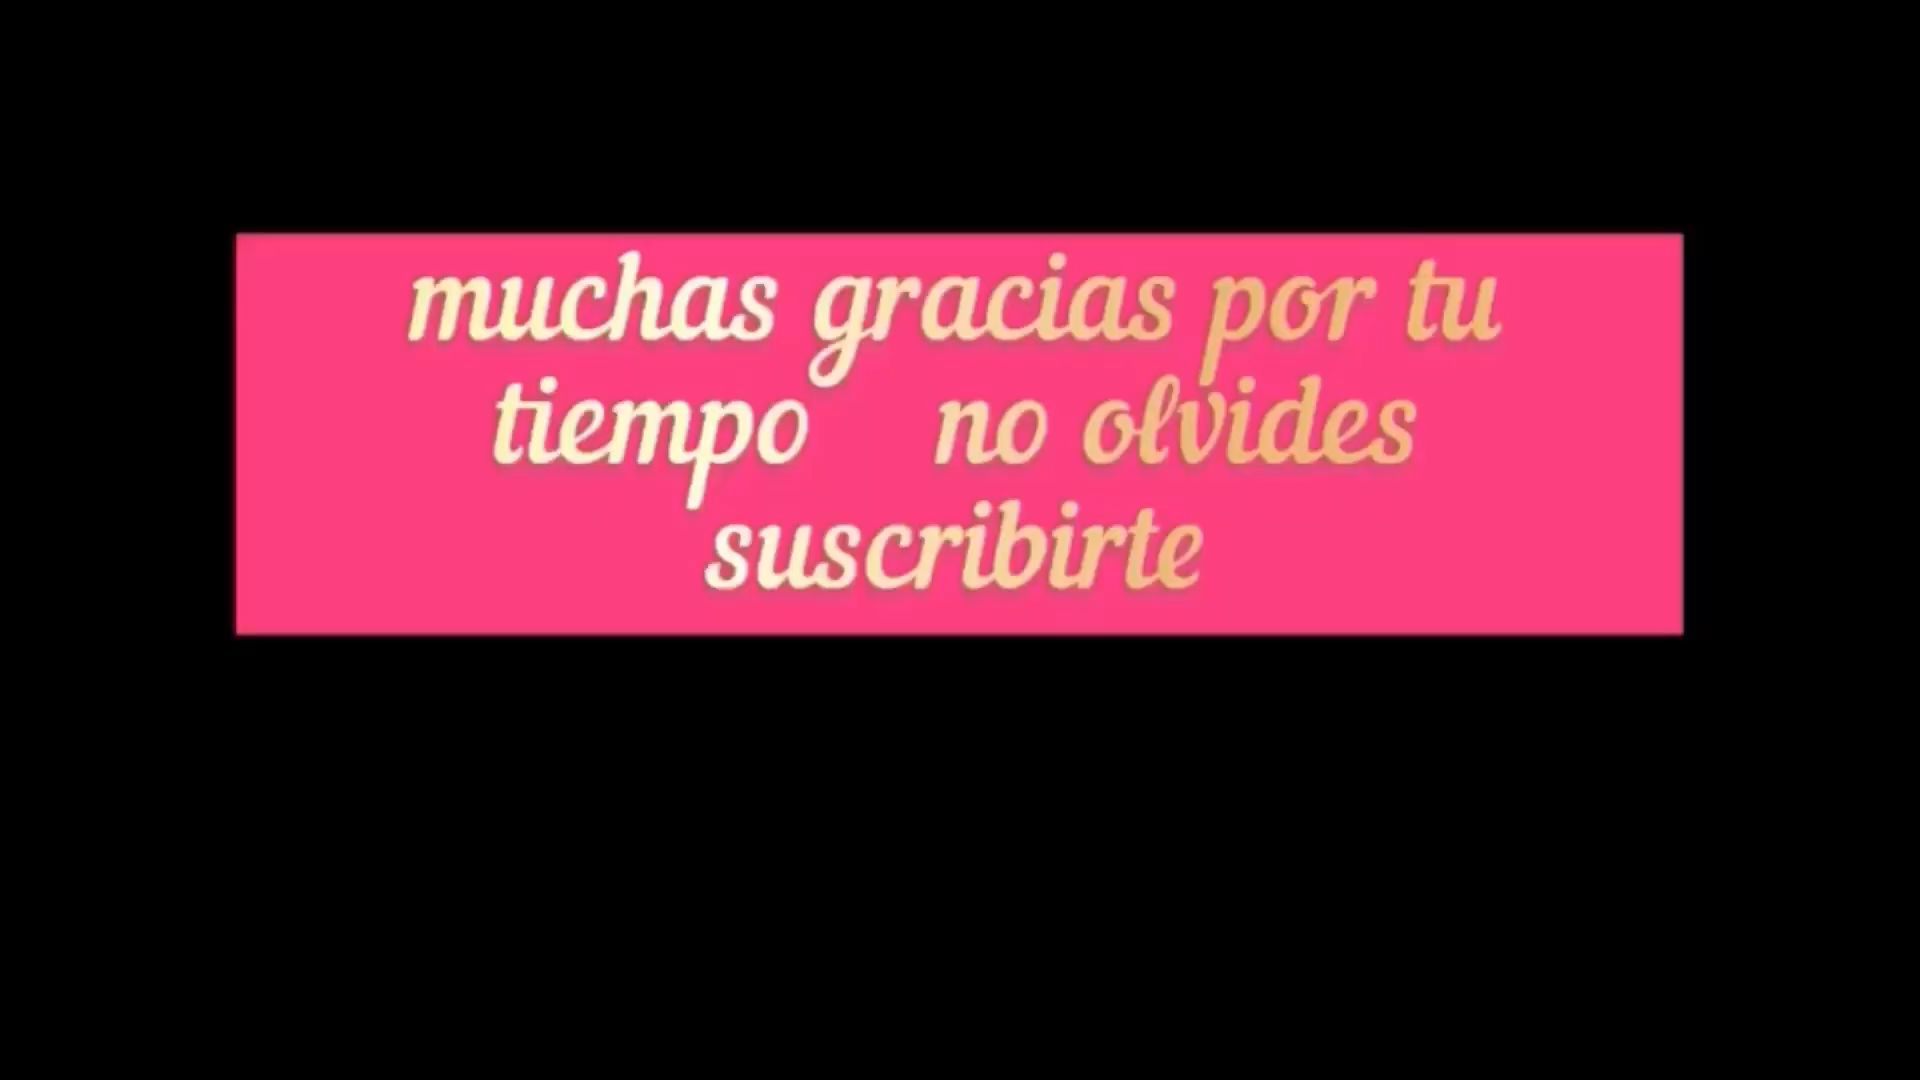 muchas gracias por tu
tiempo no olvides
suscribirte